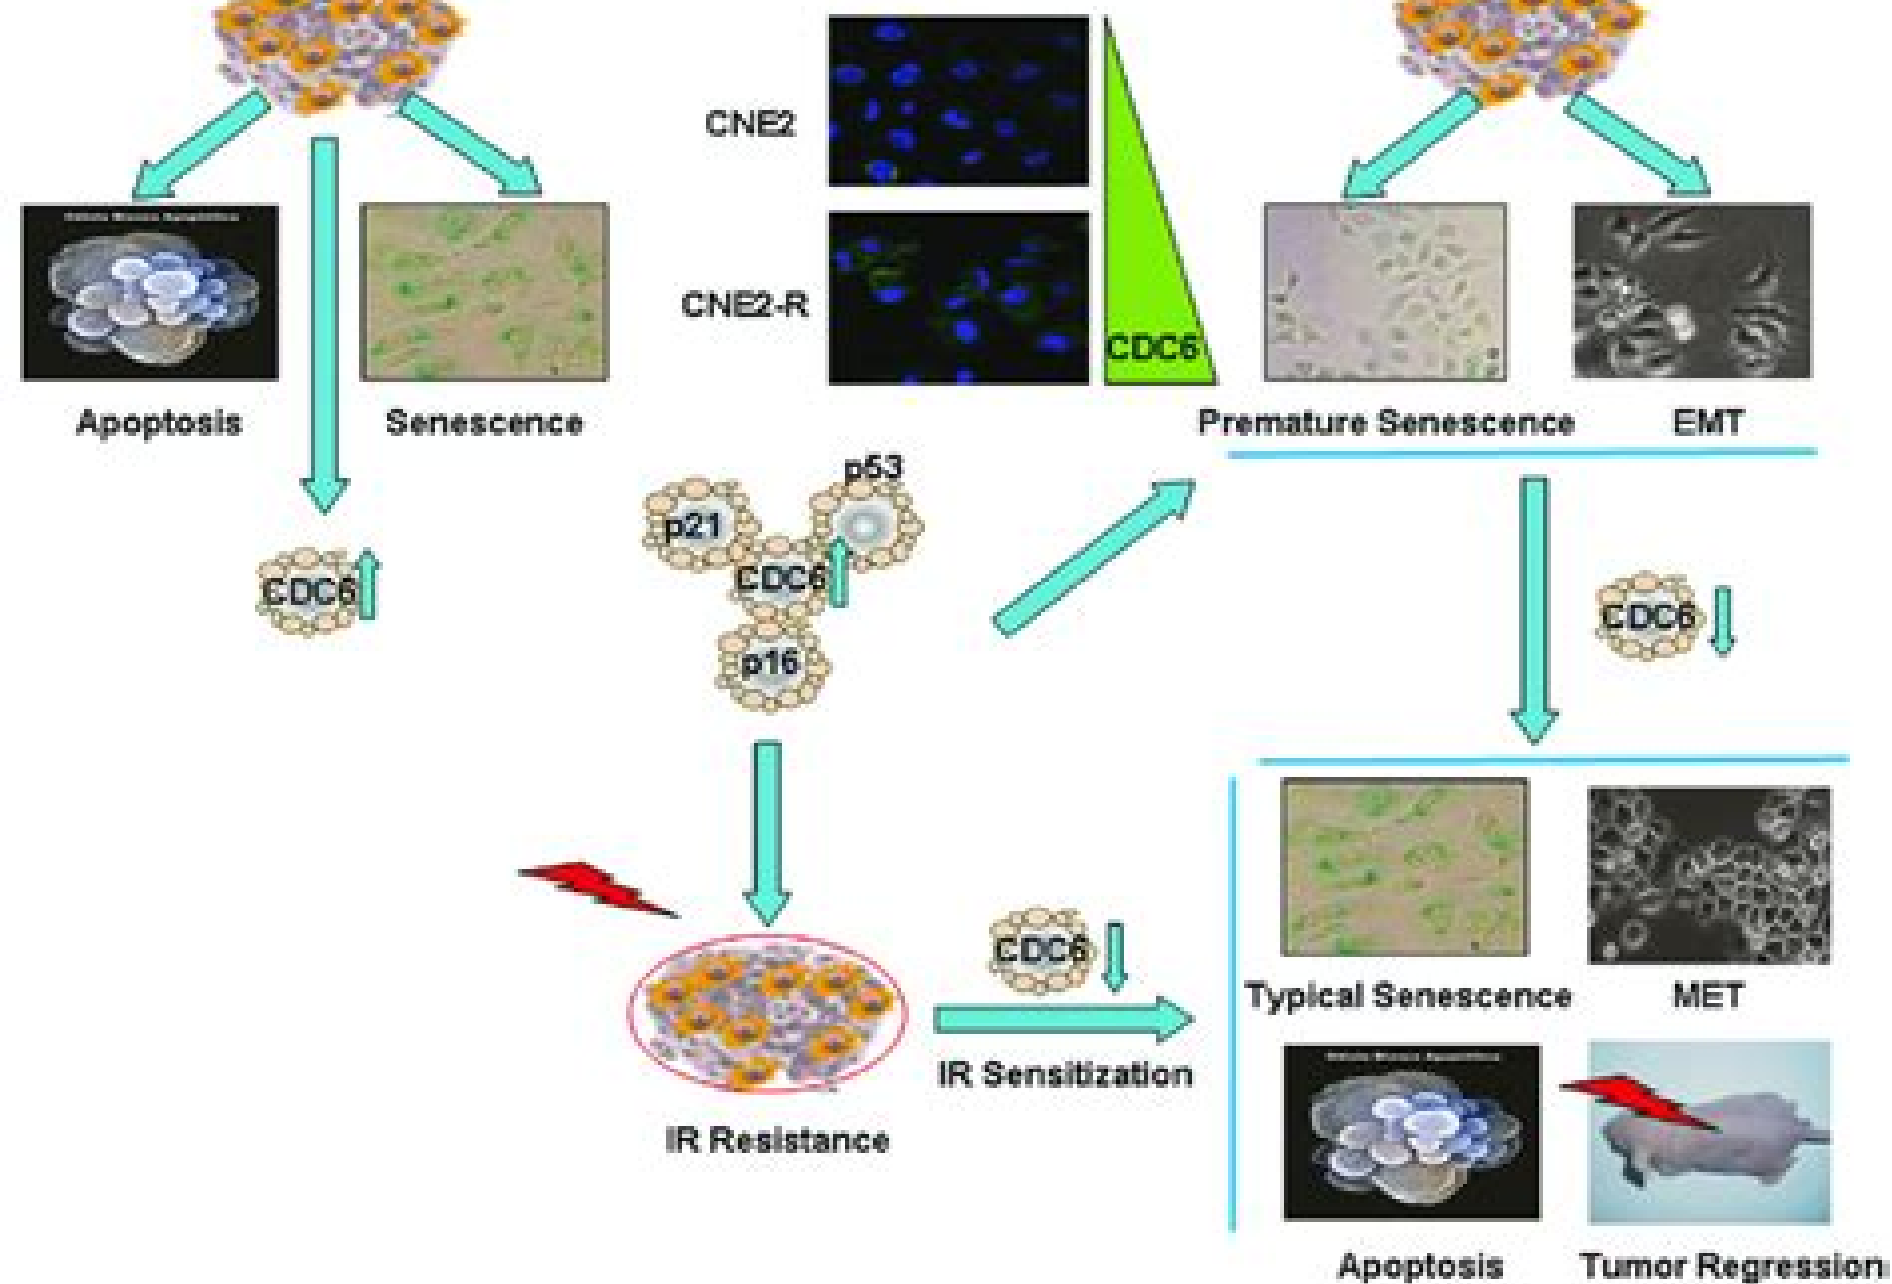 CNE2
CNE2-R
CDC6
Apoptosis
Senescence
Premature Senescence
EMT
p53
p21
CDC6
CDC6
p16
CDC6
CDC6
IR Sensitization
IR Resistance
Typical Senescence
MET
Apoptosis
Tumor Regression